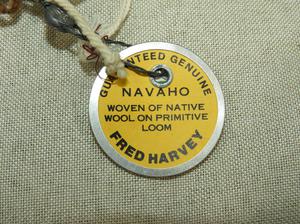 GUARANTEED GENUINE
NAVAHO
WOVEN OF NATIVE
WOOL ON PRIMITIVE
LOOM
FRED HARVEY